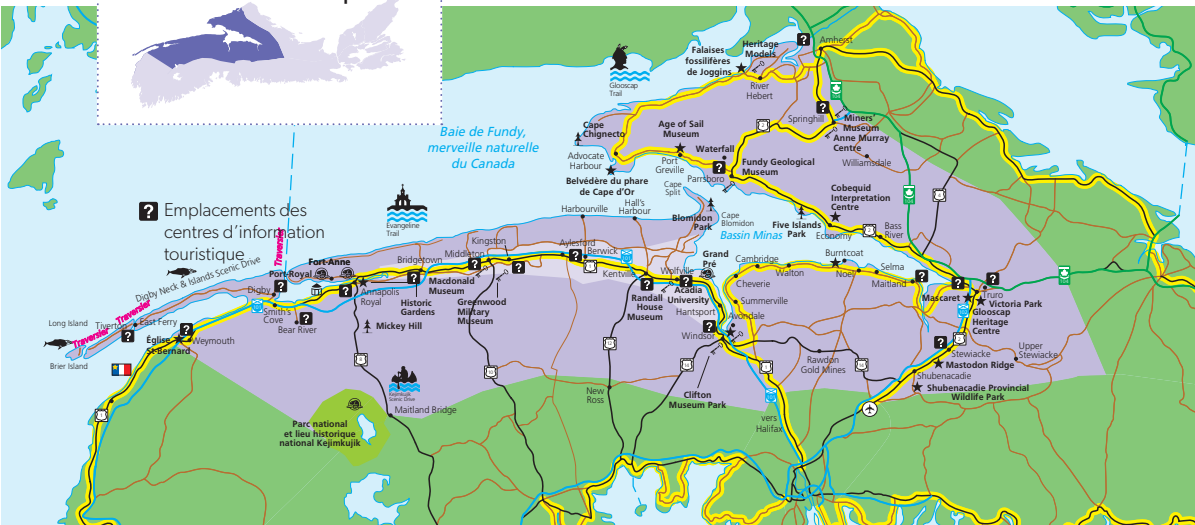 Baie de Fundy,
merveille naturelle
du Canada
?
Emplacements des
centres d'information
touristique
Glooscap
Trail
Falaises
fossilifères
de Joggins
Heritage
Models
?
Amherst
River
Hebert
?
Springhill
Miners
Museum
Anne Murray
Centre
Williamsdale
Cape
Chignecto
Advocate
Harbour
Age of Sail
Museum
Waterfall
?
Port
Greville
Parrsboro
Fundy Geological
Museum
Belvédère du phare
de Cape d'Or
Cape
Split
Cobequid
Interpretation
Centre
Five Islands
Park
Economy
Bass
River
Blomidon
Park
Cape
Blomidon
Bassin Minas
Evangeline
Trail
Harbourville
Hall's
Harbour
Kingston
Aylesford
Berwick
Middleton
Bridgetown
Kentville
Wolfville
Grand
Pré
Acadia
University
Hantsport
Randall
House
Museum
Cambridge
Cheverie
Walton
Burntcoat
Noel
Selma
Maitland
Summerville
Avondale
Windsor
Mascaret
Truro
Victoria Park
Glooscap
Heritage
Centre
Stewiacke
Upper
Stewiacke
Mastodon Ridge
Shubenacadie
Shubenacadie Provincial
Wildlife Park
Rawdon
Gold Mines
Clifton
Museum Park
vers
Halifax
New
Ross
Traversier
Fort-Anne
Port-Royal
Digby
Digby Neck & Islands Scenic Drive
Annapolis
Royal
Historic
Gardens
Macdonald
Museum
Greenwood
Military
Museum
Mickey Hill
Smith's
Cove
Bear River
Traversier
Traversier
Long Island
Tiverton
East Ferry
Brier Island
Église
St-Bernard
Weymouth
Kejimkujik
Scenic Drive
Maitland Bridge
Parc national
et lieu historique
national Kejimkujik